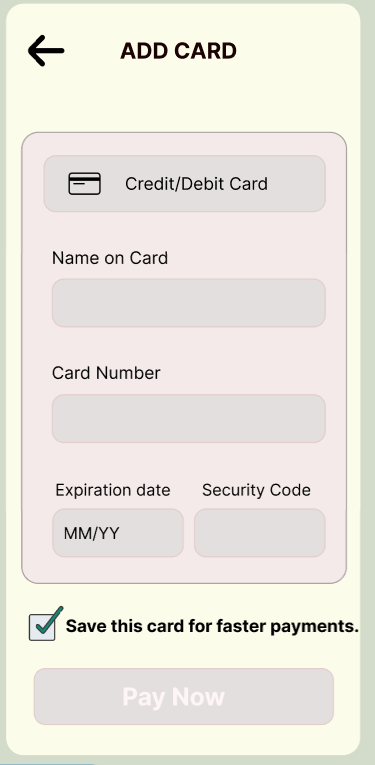 ADD CARD
Credit/Debit Card
Name on Card
Card Number
Expiration date Security Code
MM/YY
Save this card for faster payments.
Pay Now